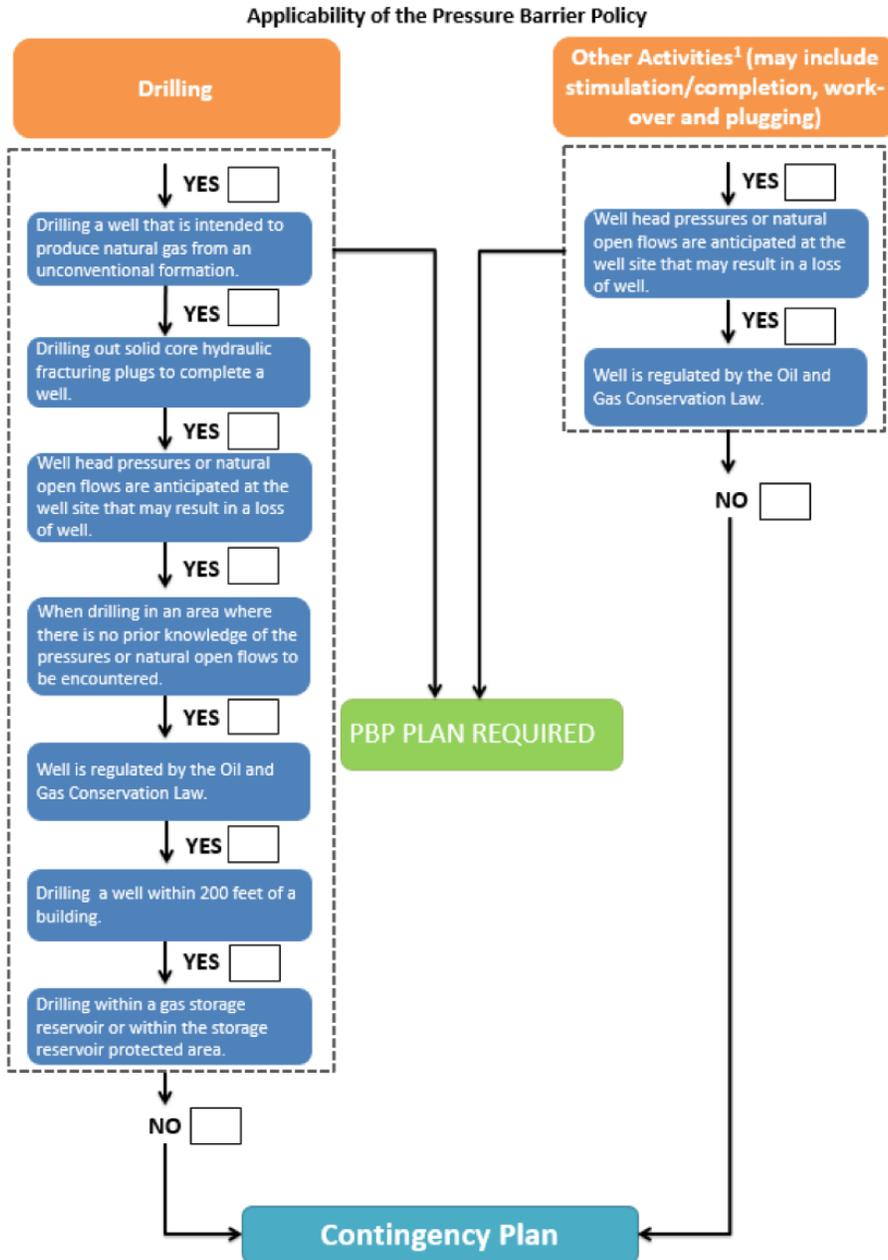 Applicability of the Pressure Barrier Policy
Drilling
YES
Drilling a well that is intended to
produce natural gas from an
unconventional formation.
YES
Drilling out solid core hydraulic
fracturing plugs to complete a
well.
YES
Well head pressures or natural
open flows are anticipated at the
well site that may result in a loss
of well.
YES
When drilling in an area where
there is no prior knowledge of the
pressures or natural open flows to
be encountered.
YES
Well is regulated by the Oil and
Gas Conservation Law.
YES
Drilling a well within 200 feet of a
building.
YES
Drilling within a gas storage
reservoir or within the storage
reservoir protected area.
NO
Other Activities¹ (may include
stimulation/completion, work-
over and plugging)
YES
Well head pressures or natural
open flows are anticipated at the
well site that may result in a loss
of well.
YES
Well is regulated by the Oil and
Gas Conservation Law.
NO
PBP PLAN REQUIRED
Contingency Plan